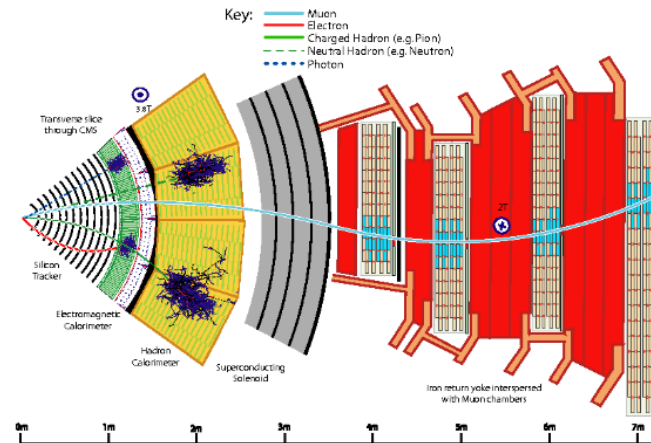 Key:
Muon
Electron
Charged Hadron (e.g. Pion)
Neutral Hadron (e.g. Neutron)
Photon
3.8T
Transverse slice
through CMS
2T
Silicon
Tracker
Electromagnetic
Calorimeter
Hadron
Calorimeter
Superconducting
Solenoid
Iron return yoke interspersed
with Muon chambers
0m
1m
2m
3m
4m
5m
6m
7m